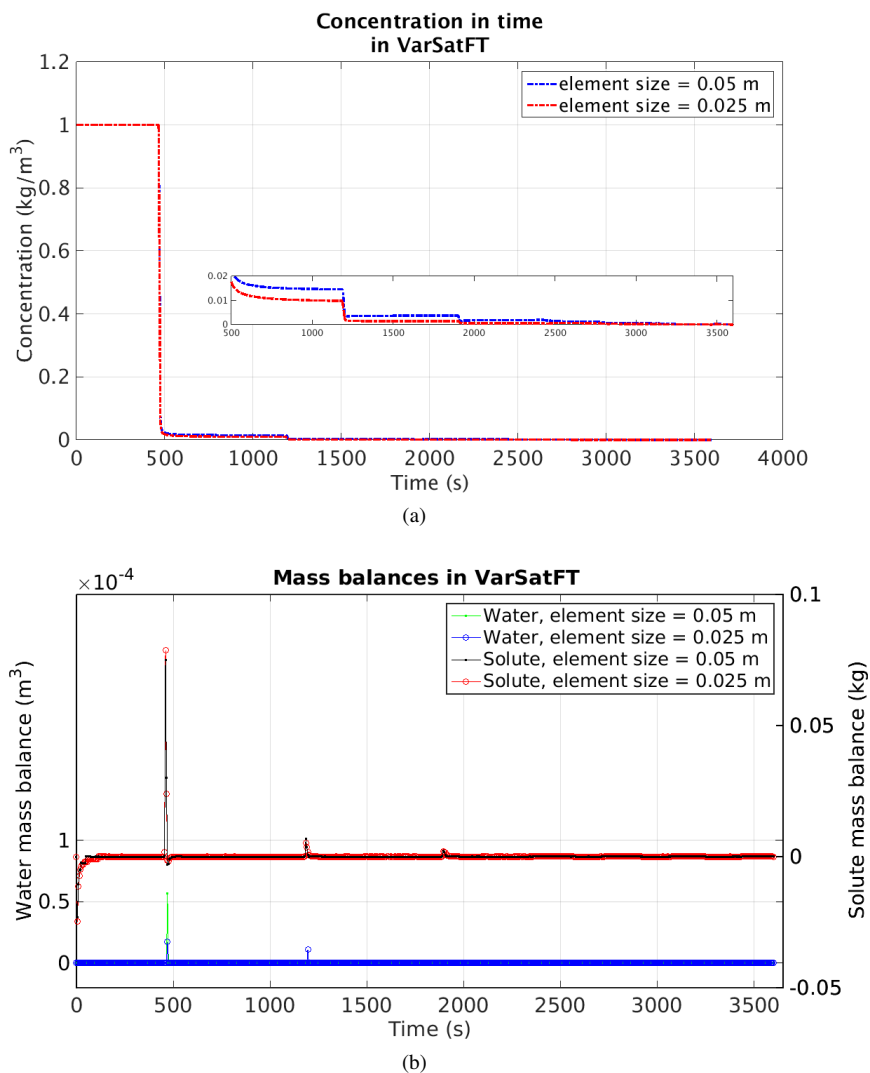 Concentration in time
in VarSatFT
1.2
1
0.8
0.6
0.4
0.2
0
Concentration (kg/m³)
element size = 0.05 m
element size = 0.025 m
0.02
0.01
0
500 1000 1500 2000 2500 3000 3500
0 500 1000 1500 2000 2500 3000 3500 4000
Time (s)
(a)
×10⁻⁴
Mass balances in VarSatFT
Water, element size = 0.05 m
Water, element size = 0.025 m
Solute, element size = 0.05 m
Solute, element size = 0.025 m
Water mass balance (m³)
1
0.5
0
0.1
0.05
0
-0.05
Solute mass balance (kg)
0 500 1000 1500 2000 2500 3000 3500
Time (s)
(b)